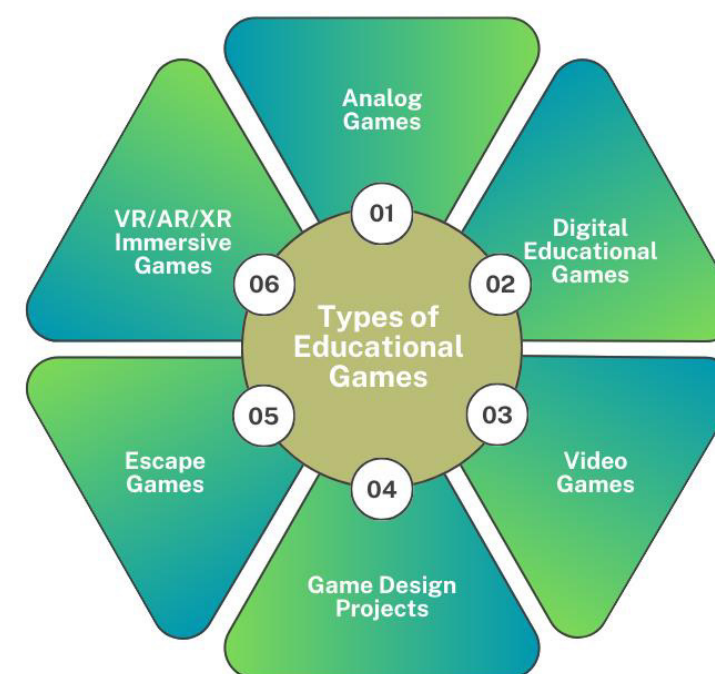 Types of
Educational
Games
01
Analog
Games
02
Digital
Educational
Games
03
Video
Games
04
Game Design
Projects
05
Escape
Games
06
VR/AR/XR
Immersive
Games